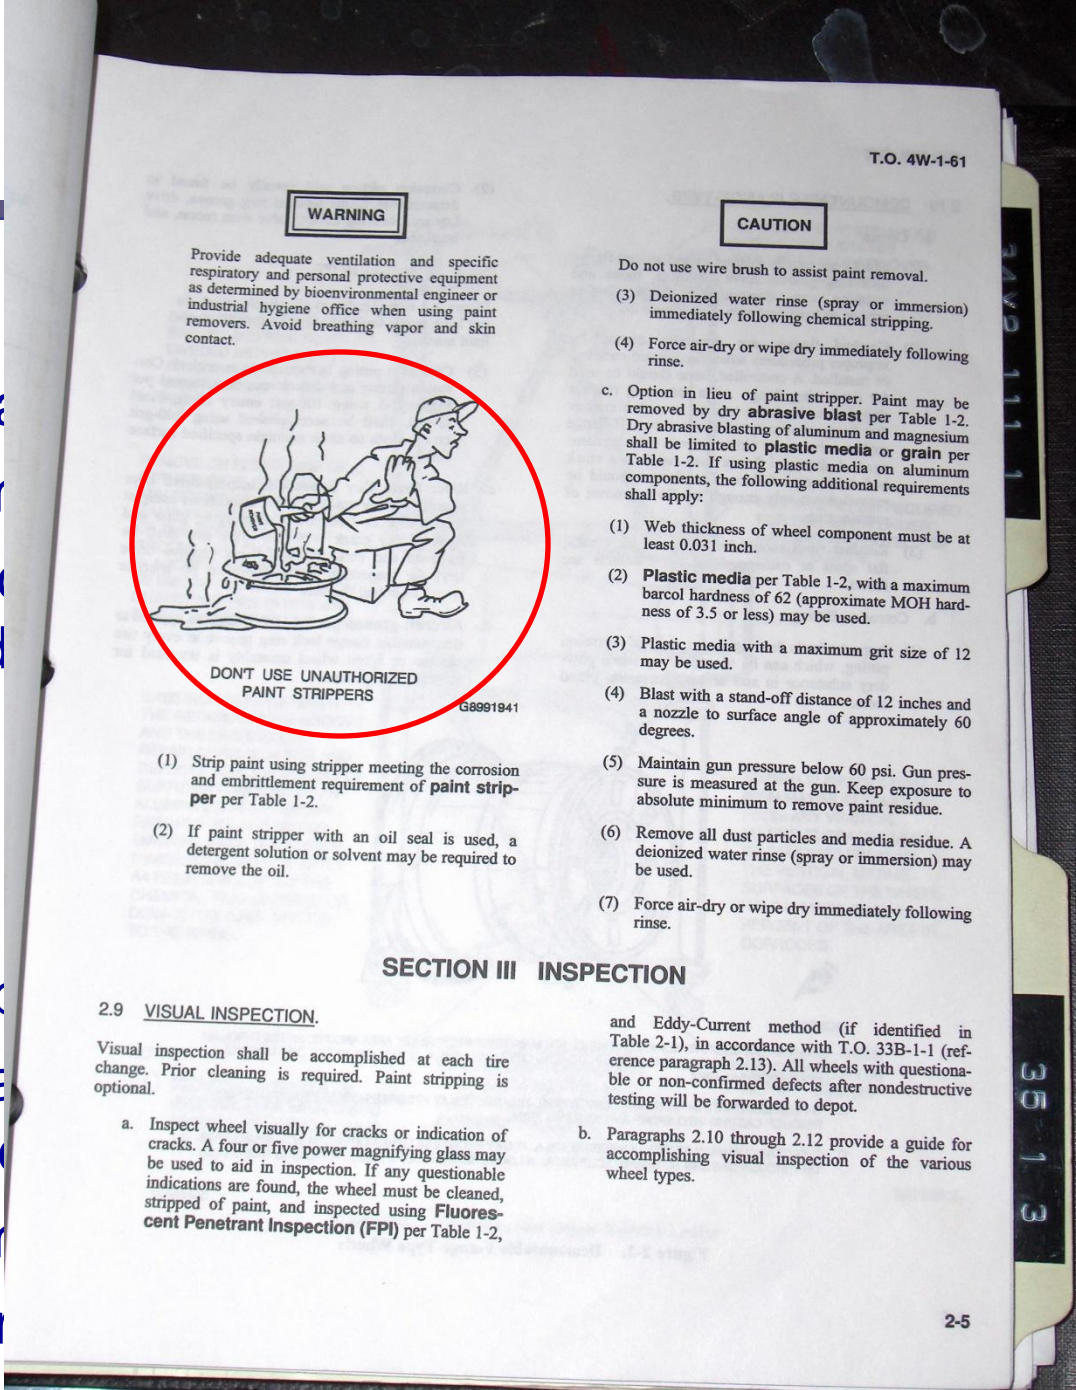 T.O. 4W-1-61
WARNING
Provide adequate ventilation and specific
respiratory and personal protective equipment
as determined by bioenvironmental engineer or
industrial hygiene office when using paint
removers. Avoid breathing vapor and skin
contact.
DON'T USE UNAUTHORIZED
PAINT STRIPPERS
G8991941
(1) Strip paint using stripper meeting the corrosion
and embrittlement requirement of paint strip-
per per Table 1-2.
(2) If paint stripper with an oil seal is used, a
detergent solution or solvent may be required to
remove the oil.
CAUTION
Do not use wire brush to assist paint removal.
(3) Deionized water rinse (spray or immersion)
immediately following chemical stripping.
(4) Force air-dry or wipe dry immediately following
rinse.
c. Option in lieu of paint stripper. Paint may be
removed by dry abrasive blast per Table 1-2.
Dry abrasive blasting of aluminum and magnesium
shall be limited to plastic media or grain per
Table 1-2. If using plastic media on aluminum
components, the following additional requirements
shall apply:
(1) Web thickness of wheel component must be at
least 0.031 inch.
(2) Plastic media per Table 1-2, with a maximum
barcol hardness of 62 (approximate MOH hard-
ness of 3.5 or less) may be used.
(3) Plastic media with a maximum grit size of 12
may be used.
(4) Blast with a stand-off distance of 12 inches and
a nozzle to surface angle of approximately 60
degrees.
(5) Maintain gun pressure below 60 psi. Gun pres-
sure is measured at the gun. Keep exposure to
absolute minimum to remove paint residue.
(6) Remove all dust particles and media residue. A
deionized water rinse (spray or immersion) may
be used.
(7) Force air-dry or wipe dry immediately following
rinse.
SECTION III INSPECTION
2.9 VISUAL INSPECTION.
Visual inspection shall be accomplished at each tire
change. Prior cleaning is required. Paint stripping is
optional.
a. Inspect wheel visually for cracks or indication of
cracks. A four or five power magnifying glass may
be used to aid in inspection. If any questionable
indications are found, the wheel must be cleaned,
stripped of paint, and inspected using Fluores-
cent Penetrant Inspection (FPI) per Table 1-2,
and Eddy-Current method (if identified in
Table 2-1), in accordance with T.O. 33B-1-1 (ref-
erence paragraph 2.13). All wheels with questiona-
ble or non-confirmed defects after nondestructive
testing will be forwarded to depot.
b. Paragraphs 2.10 through 2.12 provide a guide for
accomplishing visual inspection of the various
wheel types.
2-5
35-1-3